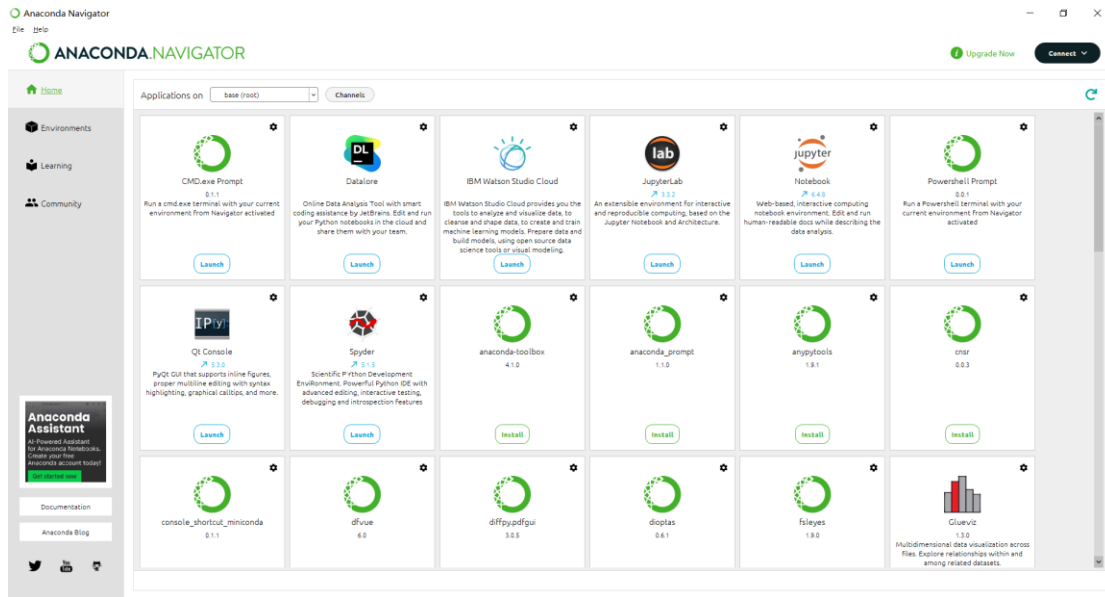 Anaconda Navigator
File Help
ANACONDA.NAVIGATOR
Upgrade Now
Connect
Home
Environments
Learning
Community
Applications on
base (root)
Channels
CMD.exe Prompt
0.1.1
Run a cmd.exe terminal with your current
environment from Navigator activated
Launch
DL
Datalore
Online Data Analysis Tool with smart
coding assistance by JetBrains. Edit and run
your Python notebooks in the cloud and
share them with your team.
Launch
IBM Watson Studio Cloud
IBM Watson Studio Cloud provides you the
tools to analyze and visualize data, to
cleanse and shape data, to create and train
machine learning models. Prepare data and
build models, using open source data
science tools or visual modeling.
Launch
lab
JupyterLab
3.3.2
An extensible environment for interactive
and reproducible computing, based on the
Jupyter Notebook and Architecture.
Launch
jupyter
Notebook
6.4.8
Web-based, interactive computing
notebook environment. Edit and run
human-readable docs while describing the
data analysis.
Launch
Powershell Prompt
0.0.1
Run a Powershell terminal with your
current environment from Navigator
activated
Launch
IP[y]:
Qt Console
5.3.0
PyQt GUI that supports inline figures,
proper multiline editing with syntax
highlighting, graphical calltips, and more.
Launch
Spyder
5.1.5
Scientific PYthon Development
EnviRonment. Powerful Python IDE with
advanced editing, interactive testing,
debugging and introspection features
Launch
anaconda-toolbox
4.1.0
Install
anaconda_prompt
1.1.0
Install
anypytools
1.9.1
Install
cnsr
0.0.3
Install
console_shortcut_miniconda
0.1.1
dfvue
6.0
diffpy.pdfgui
3.0.5
dioptas
0.6.1
fsleyes
1.9.0
Glueviz
1.3.0
Multidimensional data visualization across
files. Explore relationships within and
among related datasets.
Anaconda
Assistant
AI-Powered Assistant
for Anaconda Notebooks.
Create your free
Anaconda account today!
Get started now
Documentation
Anaconda Blog
You
Tube